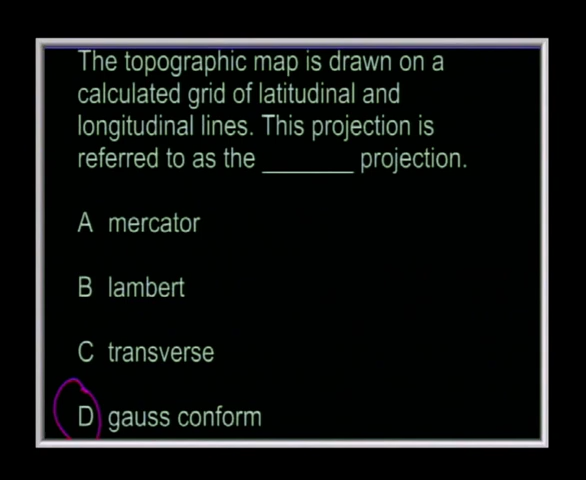 The topographic map is drawn on a
calculated grid of latitudinal and
longitudinal lines. This projection is
referred to as the ________ projection.
A mercator
B lambert
C transverse
D gauss conform